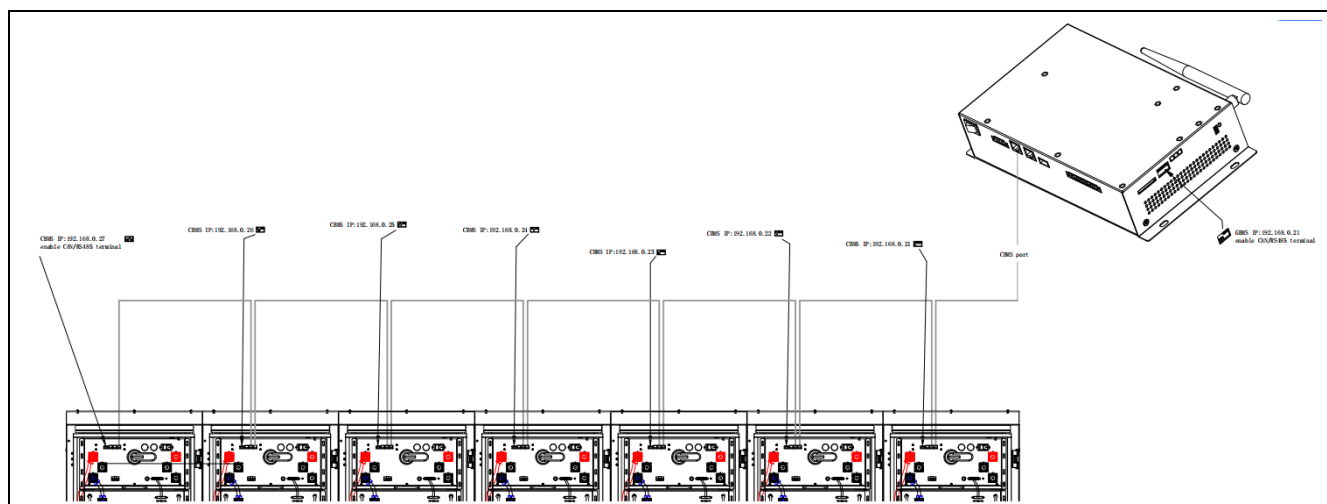 CBMS IP:192.168.0.27
enable CAN/RS485 terminal
CBMS IP:192.168.0.26
CBMS IP:192.168.0.25
CBMS IP:192.168.0.24
CBMS IP:192.168.0.23
CBMS IP:192.168.0.22
CBMS IP:192.168.0.21
CBMS port
GBMS IP:192.168.0.21
enable CAN/RS485 terminal